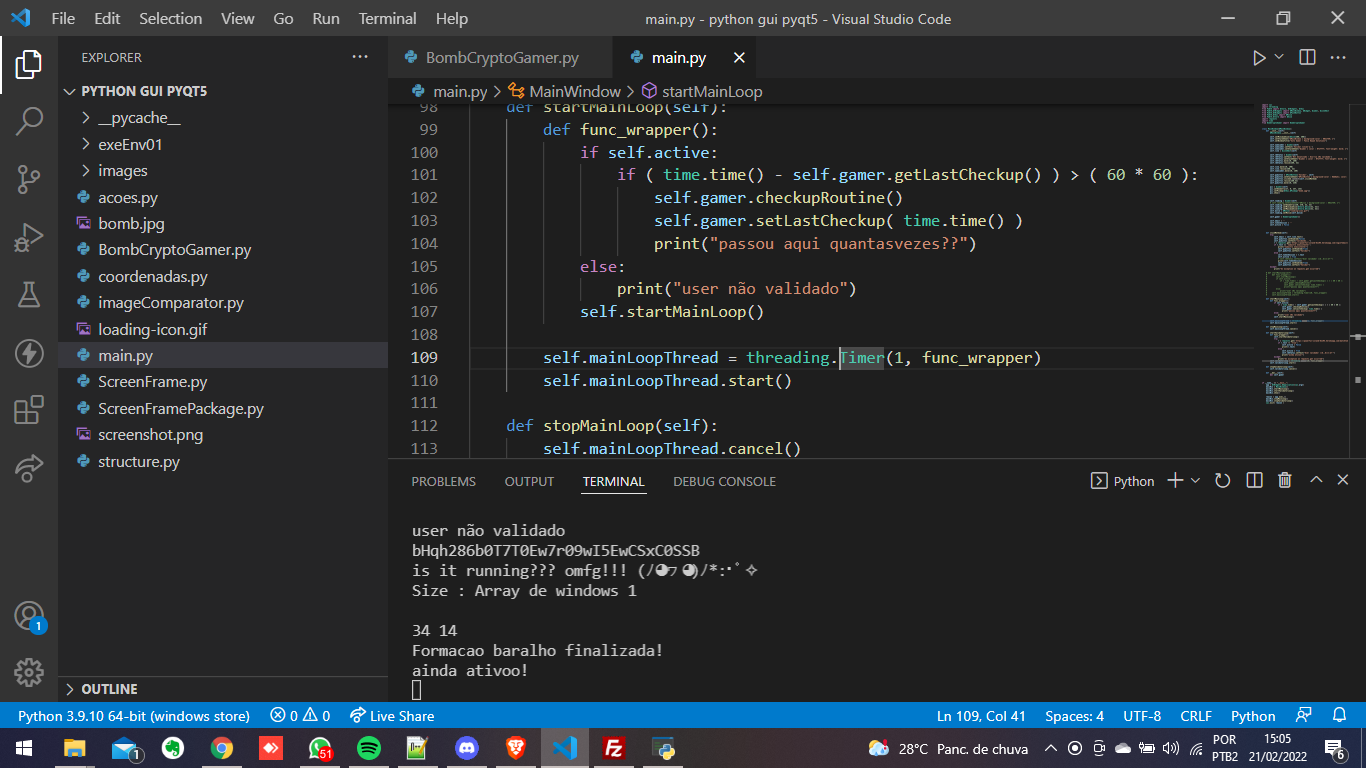 File Edit Selection View Go Run Terminal Help main.py - python gui pyqt5 - Visual Studio Code
EXPLORER
PYTHON GUI PYQT5
__pycache__
exeEnv01
images
acoes.py
bomb.jpg
BombCryptoGamer.py
coordenadas.py
imageComparator.py
loading-icon.gif
main.py
ScreenFrame.py
ScreenFramePackage.py
screenshot.png
structure.py
OUTLINE
BombCryptoGamer.py main.py
main.py > MainWindow > startMainLoop
98 def startMainLoop(self):
99 def func_wrapper():
100 if self.active:
101 if ( time.time() - self.gamer.getLastCheckup() ) > ( 60 * 60 ):
102 self.gamer.checkupRoutine()
103 self.gamer.setLastCheckup( time.time() )
104 print("passou aqui quantasvezes??")
105 else:
106 print("user não validado")
107 self.startMainLoop()
108
109 self.mainLoopThread = threading.Timer(1, func_wrapper)
110 self.mainLoopThread.start()
111
112 def stopMainLoop(self):
113 self.mainLoopThread.cancel()
PROBLEMS OUTPUT TERMINAL DEBUG CONSOLE Python
user não validado
bHqh286b0T7T0Ew7r09wI5EwCSxC0SSB
is it running??? omfg!!! (/◕ヮ◕)/*:・ﾟ✧
Size : Array de windows 1
34 14
Formacao baralho finalizada!
ainda ativoo!
1
Python 3.9.10 64-bit (windows store) 0 0 Live Share Ln 109, Col 41 Spaces: 4 UTF-8 CRLF Python
1 51 28°C Panc. de chuva POR 15:05
PTB2 21/02/2022 6